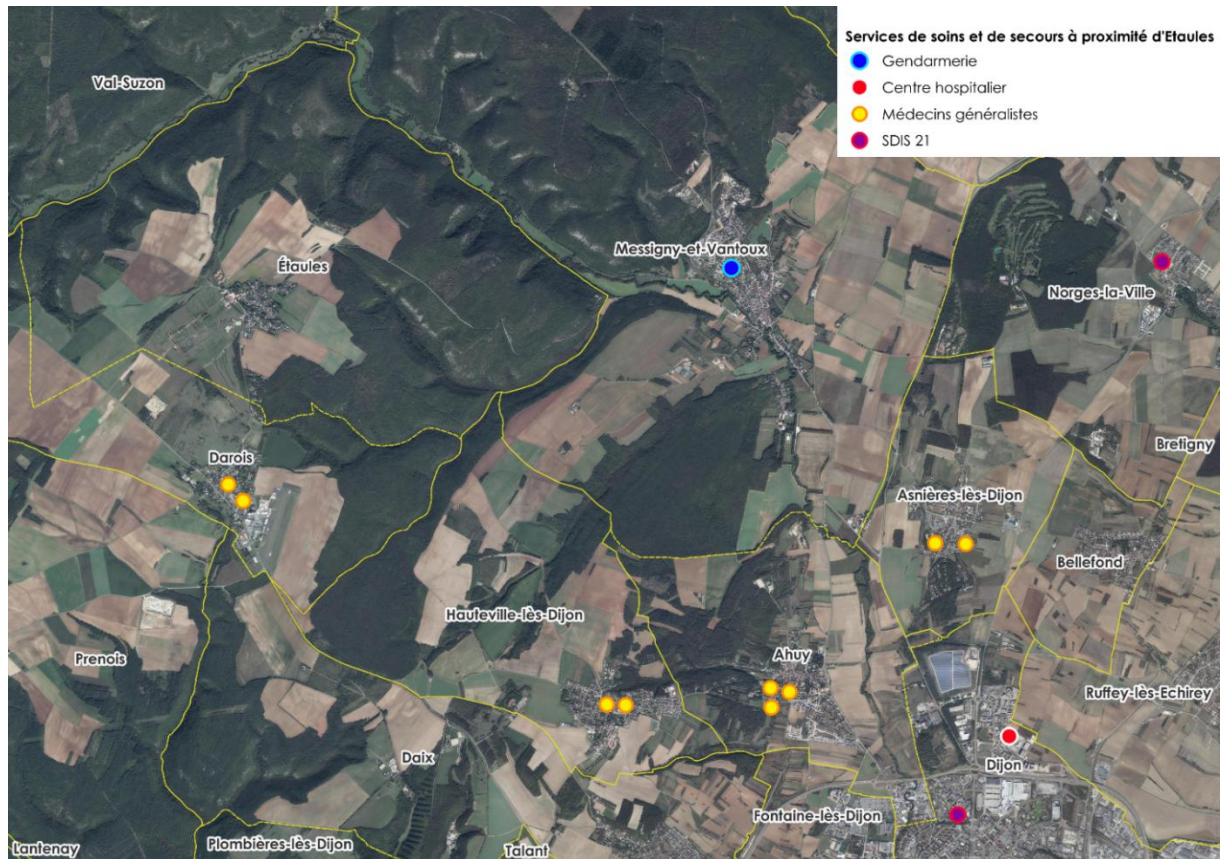 Services de soins et de secours à proximité d'Etaules
Gendarmerie
Centre hospitalier
Médecins généralistes
SDIS 21
Val-Suzon
Messigny-et-Vantoux
Étaules
Norges-la-Ville
Bretigny
Darois
Asnières-lès-Dijon
Bellefond
Hauteville-lès-Dijon
Prenois
Ahuy
Ruffey-lès-Echirey
Daix
Dijon
Fontaine-lès-Dijon
Lantenay
Plombières-lès-Dijon
Talant